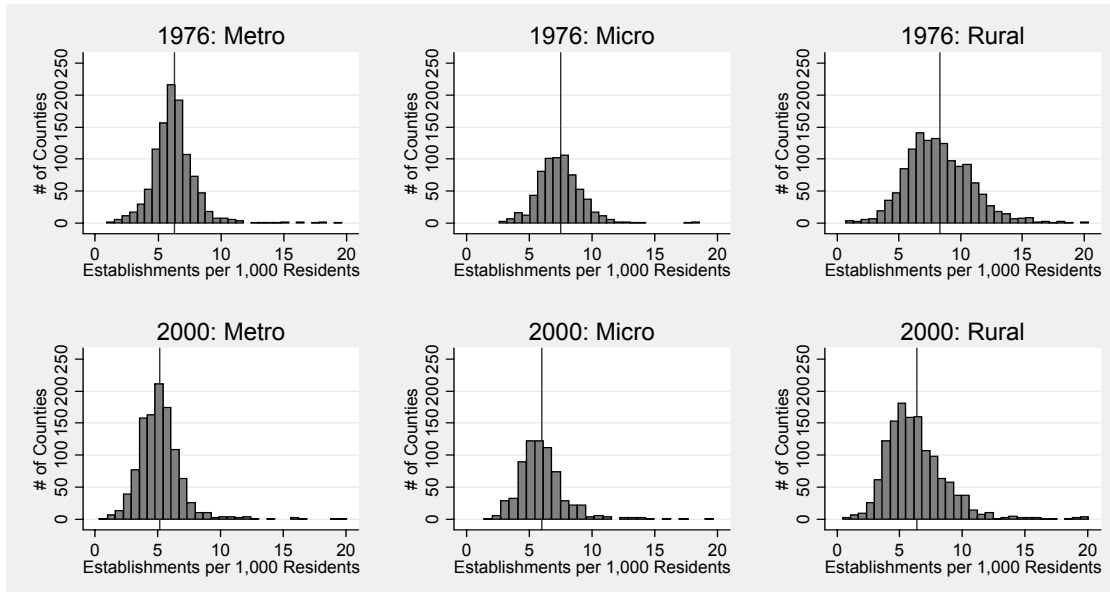 1976: Metro
250
200
150
100
50
0
# of Counties
0 5 10 15 20
Establishments per 1,000 Residents
1976: Micro
250
200
150
100
50
0
# of Counties
0 5 10 15 20
Establishments per 1,000 Residents
1976: Rural
250
200
150
100
50
0
# of Counties
0 5 10 15 20
Establishments per 1,000 Residents
2000: Metro
250
200
150
100
50
0
# of Counties
0 5 10 15 20
Establishments per 1,000 Residents
2000: Micro
250
200
150
100
50
0
# of Counties
0 5 10 15 20
Establishments per 1,000 Residents
2000: Rural
250
200
150
100
50
0
# of Counties
0 5 10 15 20
Establishments per 1,000 Residents